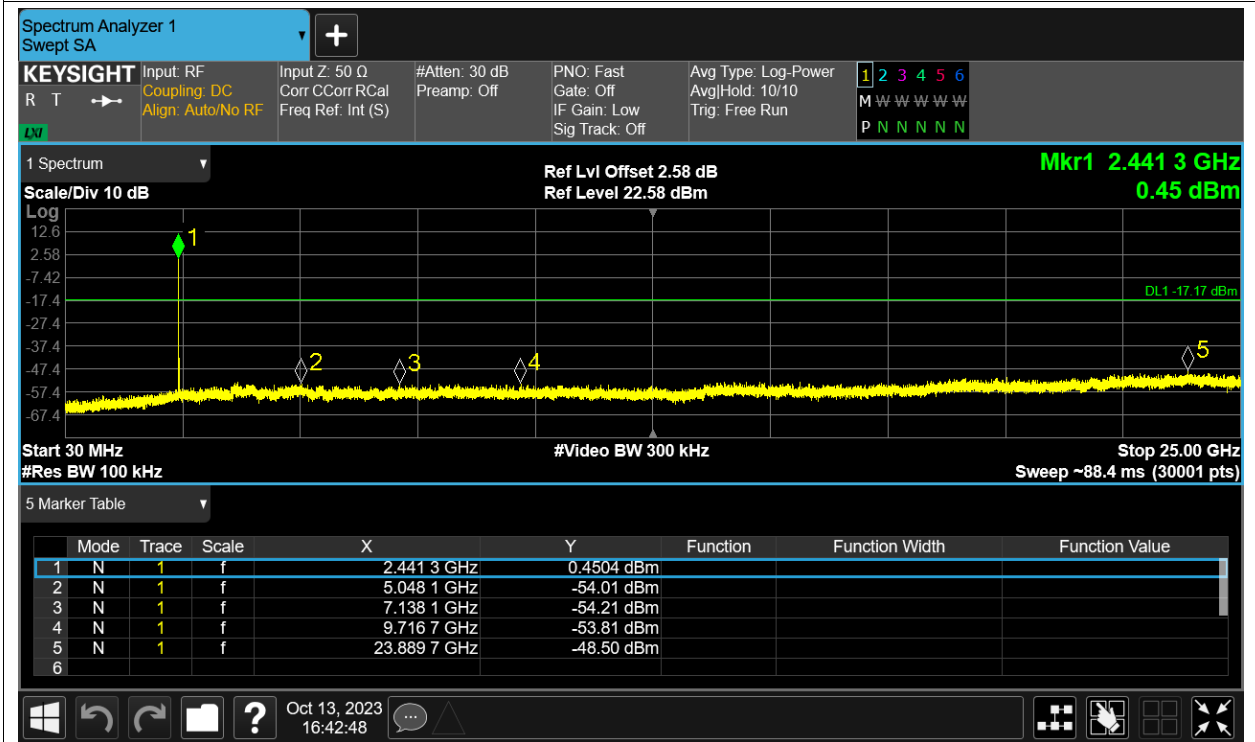 Spectrum Analyzer 1
Swept SA
KEYSIGHT
R T
LXI
Input: RF
Coupling: DC
Align: Auto/No RF
Input Z: 50 Ω
Corr CCorr RCal
Freq Ref: Int (S)
#Atten: 30 dB
Preamp: Off
PNO: Fast
Gate: Off
IF Gain: Low
Sig Track: Off
Avg Type: Log-Power
Avg|Hold: 10/10
Trig: Free Run
1 2 3 4 5 6
M W W W W W
P N N N N N
1 Spectrum
Scale/Div 10 dB
Ref Lvl Offset 2.58 dB
Ref Level 22.58 dBm
Mkr1 2.441 3 GHz
0.45 dBm
Log
12.6
2.58
-7.42
-17.4
-27.4
-37.4
-47.4
-57.4
-67.4
1
2
3
4
5
DL1 -17.17 dBm
Start 30 MHz
#Video BW 300 kHz
Stop 25.00 GHz
#Res BW 100 kHz
Sweep ~88.4 ms (30001 pts)
5 Marker Table
Mode Trace Scale X Y Function Function Width Function Value
1 N 1 f 2.441 3 GHz 0.4504 dBm
2 N 1 f 5.048 1 GHz -54.01 dBm
3 N 1 f 7.138 1 GHz -54.21 dBm
4 N 1 f 9.716 7 GHz -53.81 dBm
5 N 1 f 23.889 7 GHz -48.50 dBm
6
?
Oct 13, 2023
16:42:48